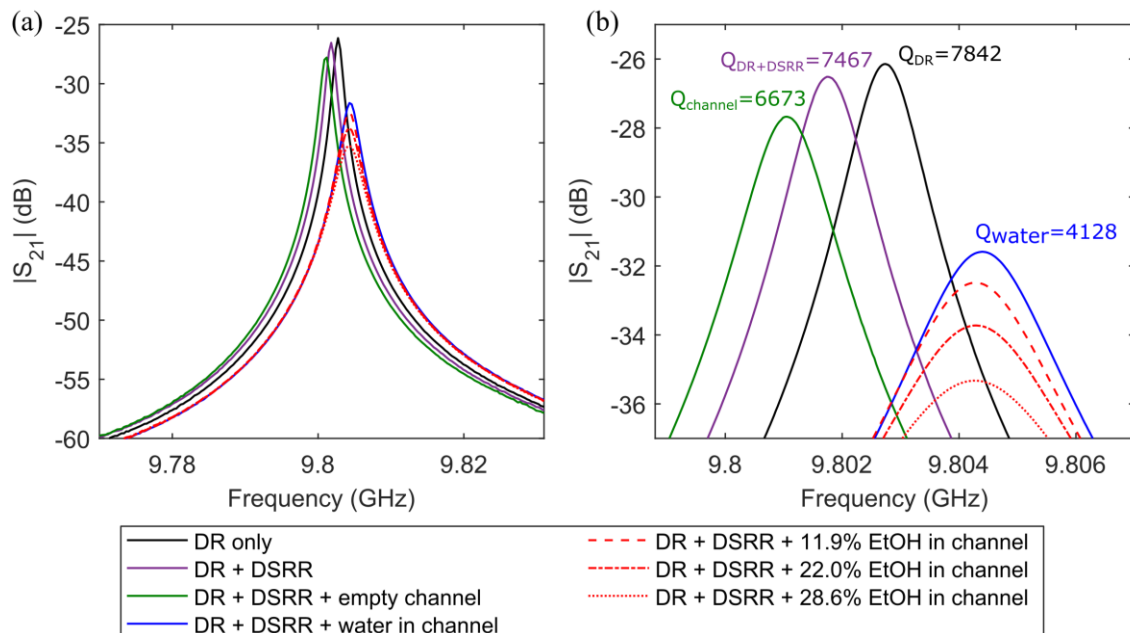 (a)
-25
-30
-35
-40
-45
-50
-55
-60
|S21| (dB)
9.78
9.8
9.82
Frequency (GHz)
(b)
-26
-28
-30
-32
-34
-36
|S21| (dB)
QDR+DSRR=7467
QDR=7842
Qchannel=6673
Qwater=4128
9.8
9.802
9.804
9.806
Frequency (GHz)
DR only
DR + DSRR
DR + DSRR + empty channel
DR + DSRR + water in channel
DR + DSRR + 11.9% EtOH in channel
DR + DSRR + 22.0% EtOH in channel
DR + DSRR + 28.6% EtOH in channel